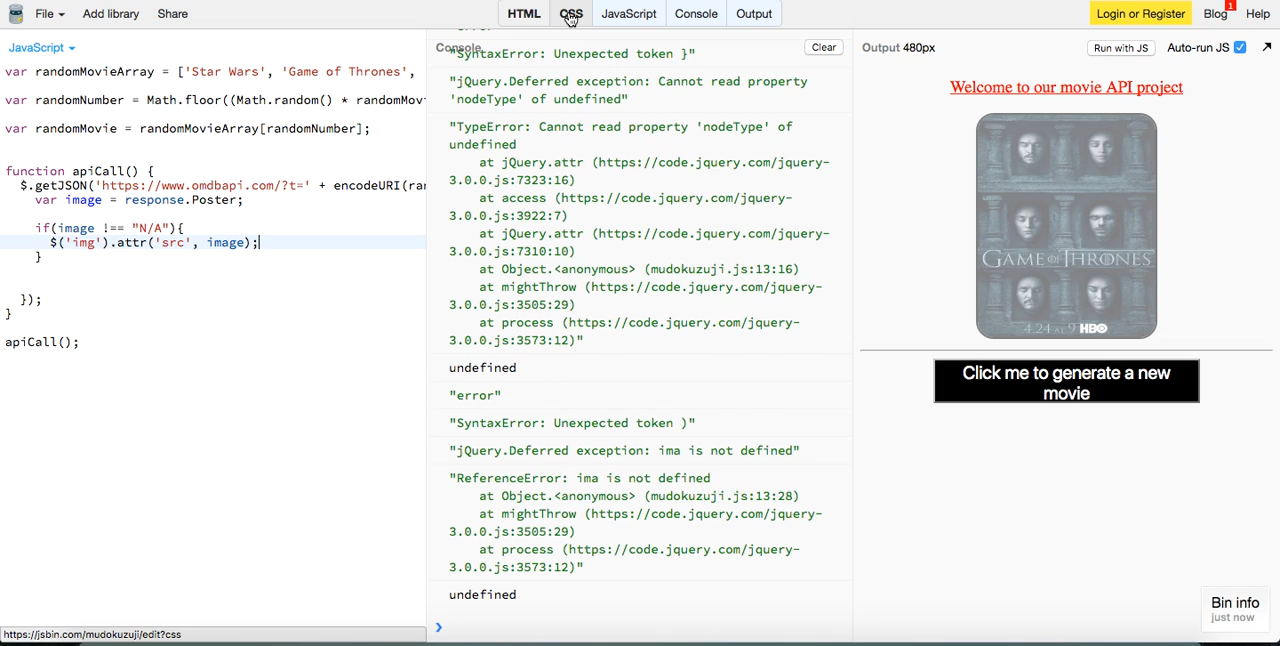 File
Add library
Share
HTML
CSS
JavaScript
Console
Output
Login or Register
Blog
1
Help
JavaScript
var randomMovieArray = ['Star Wars', 'Game of Thrones',
var randomNumber = Math.floor((Math.random() * randomMov
var randomMovie = randomMovieArray[randomNumber];
function apiCall() {
$.getJSON('https://www.omdbapi.com/?t=' + encodeURI(ran
var image = response.Poster;
if(image !== "N/A"){
$('img').attr('src', image);
}
});
}
apiCall();
https://jsbin.com/mudokuzuji/edit?css
Console
Clear
"SyntaxError: Unexpected token }"
"jQuery.Deferred exception: Cannot read property
'nodeType' of undefined"
"TypeError: Cannot read property 'nodeType' of
undefined
at jQuery.attr (https://code.jquery.com/jquery-
3.0.0.js:7323:16)
at access (https://code.jquery.com/jquery-
3.0.0.js:3922:7)
at jQuery.attr (https://code.jquery.com/jquery-
3.0.0.js:7310:10)
at Object.<anonymous> (mudokuzuji.js:13:16)
at mightThrow (https://code.jquery.com/jquery-
3.0.0.js:3505:29)
at process (https://code.jquery.com/jquery-
3.0.0.js:3573:12)"
undefined
"error"
"SyntaxError: Unexpected token )"
"jQuery.Deferred exception: ima is not defined"
"ReferenceError: ima is not defined
at Object.<anonymous> (mudokuzuji.js:13:28)
at mightThrow (https://code.jquery.com/jquery-
3.0.0.js:3505:29)
at process (https://code.jquery.com/jquery-
3.0.0.js:3573:12)"
undefined
Output 480px
Run with JS
Auto-run JS
Welcome to our movie API project
GAME OF THRONES
4.24 AT 9 HBO
Click me to generate a new
movie
Bin info
just now